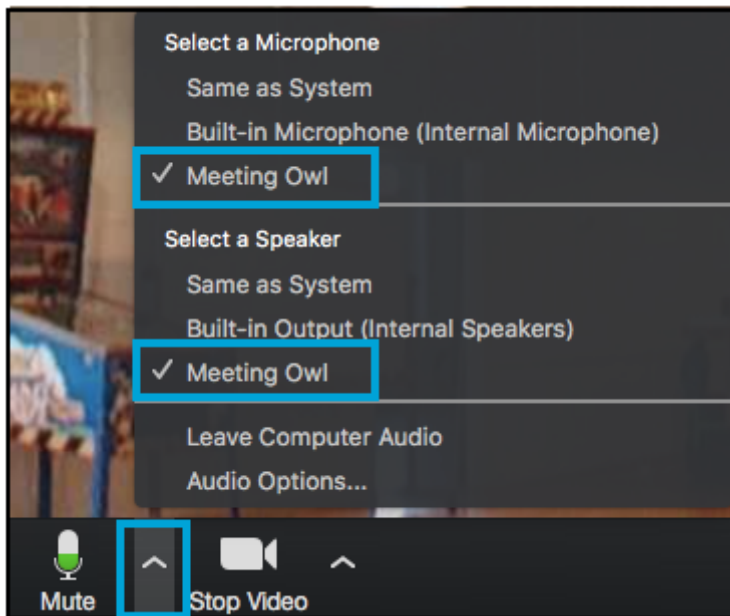 Select a Microphone
Same as System
Built-in Microphone (Internal Microphone)
✓ Meeting Owl
Select a Speaker
Same as System
Built-in Output (Internal Speakers)
✓ Meeting Owl
Leave Computer Audio
Audio Options...
Mute
Stop Video